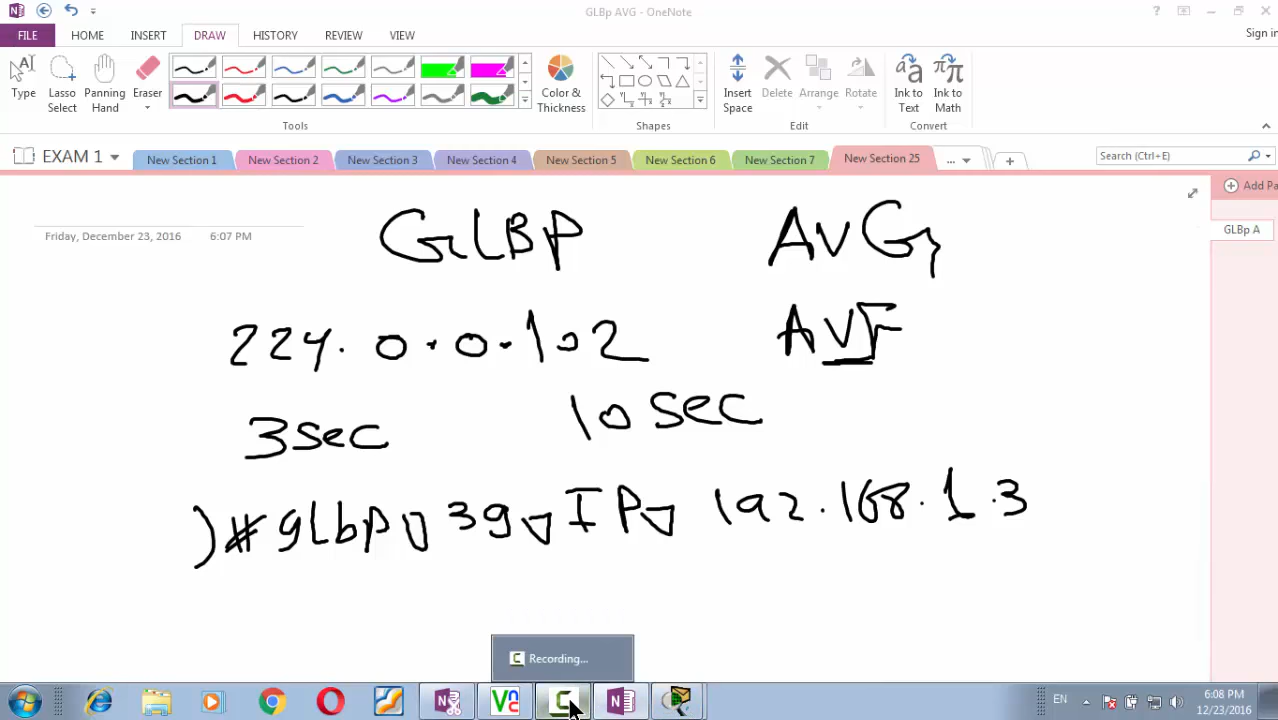 GLBp AVG - OneNote
Sign in
FILE HOME INSERT DRAW HISTORY REVIEW VIEW
Type Lasso Select Panning Hand Eraser Color & Thickness Insert Space Delete Arrange Rotate Ink to Text Ink to Math
Tools Shapes Edit Convert
EXAM 1 New Section 1 New Section 2 New Section 3 New Section 4 New Section 5 New Section 6 New Section 7 New Section 25 ... Search (Ctrl+E)
Add Pa
GLBp A
Friday, December 23, 2016 6:07 PM
GLBP AVG
224.0.0.102 AVF
3sec 10sec
)#glbp 39 IP 192.168.1.3
Recording...
EN 6:08 PM
12/23/2016